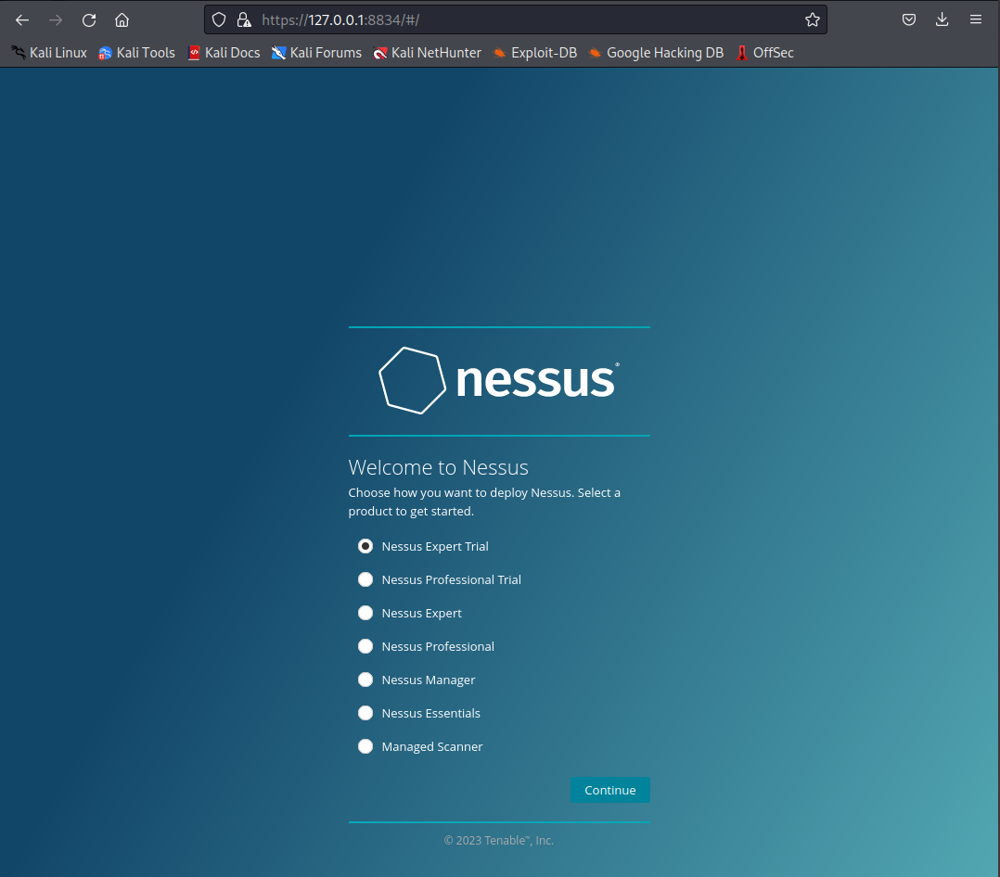 https://127.0.0.1:8834/#/
Kali Linux Kali Tools Kali Docs Kali Forums Kali NetHunter Exploit-DB Google Hacking DB OffSec
nessus®
Welcome to Nessus
Choose how you want to deploy Nessus. Select a
product to get started.
Nessus Expert Trial
Nessus Professional Trial
Nessus Expert
Nessus Professional
Nessus Manager
Nessus Essentials
Managed Scanner
Continue
© 2023 Tenable™, Inc.